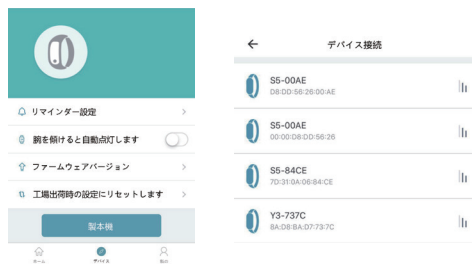 リマインダー設定
腕を傾けると自動点灯します
ファームウェアバージョン
工場出荷時の設定にリセットします
製本機
ホーム
デバイス
デバイス接続
S5-00AE
D8:DD:56:26:00:AE
S5-00AE
00:00:D8:DD:56:26
S5-84CE
7D:31:0A:06:84:CE
Y3-737C
8A:D8:BA:D7:73:7C